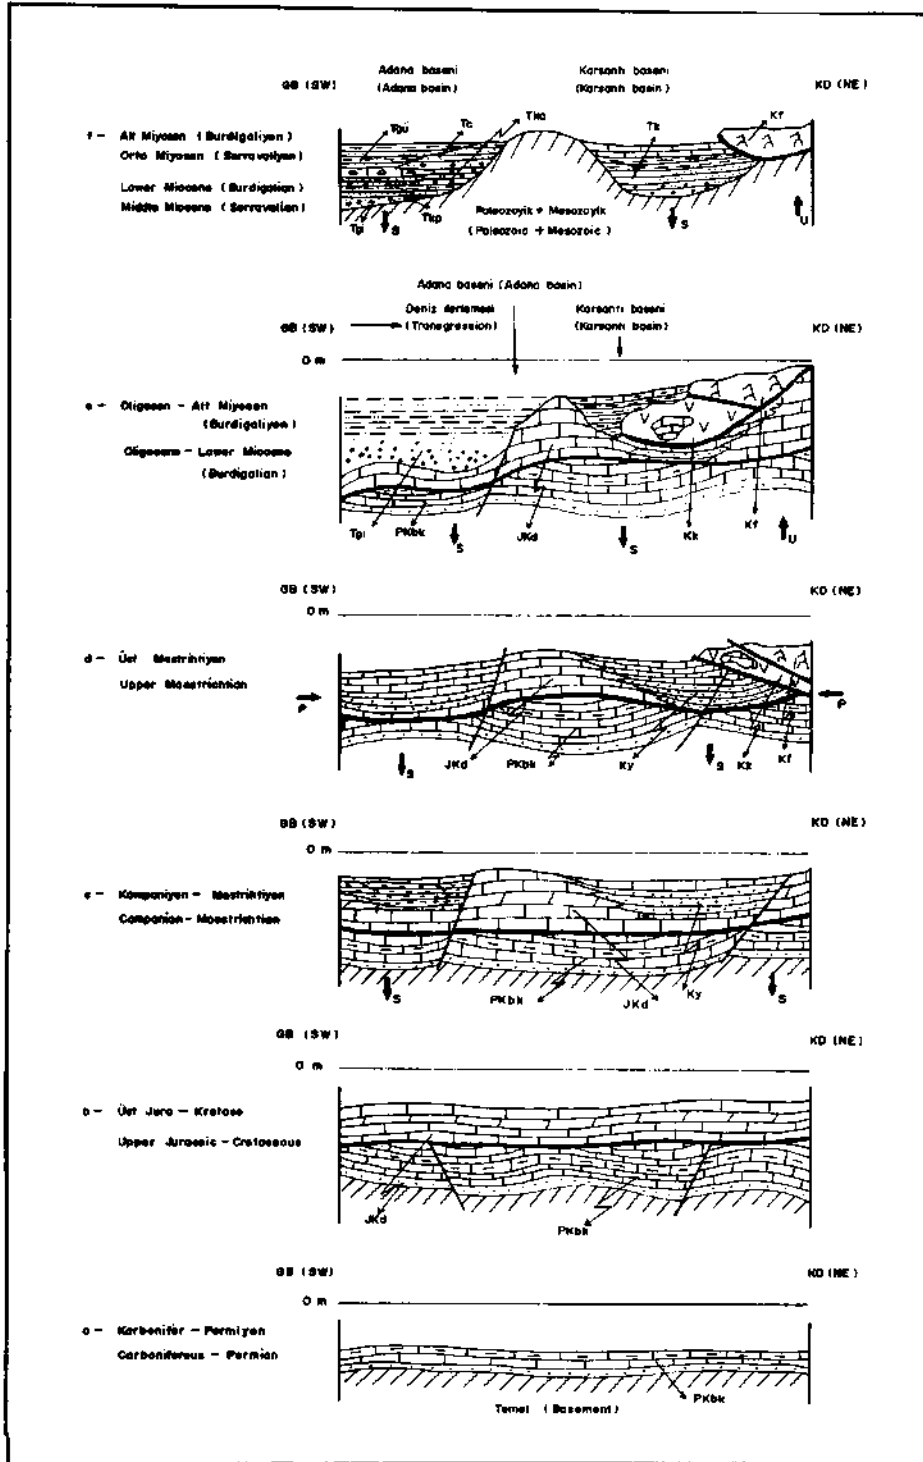 Adana baseni
(Adana basin)
Karsantı baseni
(Karsantı basin)
GB (SW)
KD (NE)
f - Alt Miyosen (Burdigaliyen)
Orta Miyosen (Serravaliyen)
Lower Miocene (Burdigalian)
Middle Miocene (Serravalian)
Tgü
Tc
Tka
Tk
Kf
Tgi
S
Tkp
Paleozoyik + Mesozoyik
(Paleozoic + Mesozoic)
S
U
Adana baseni (Adana basin)
Deniz ilerlemesi
(Transgression)
Karsantı baseni
(Karsantı basin)
GB (SW)
KD (NE)
0 m
e - Oligosen - Alt Miyosen
(Burdigaliyen)
Oligocene - Lower Miocene
(Burdigalian)
Tgi
PKbk
S
JKd
S
Kk
Kf
U
GB (SW)
KD (NE)
0 m
d - Üst Mestrihtiyen
Upper Maestrichtian
P
P
S
JKd
PKbk
Ky
S
Kk
Kf
GB (SW)
KD (NE)
0 m
c - Kampaniyen - Mestrihtiyen
Campanian - Maestrichtian
S
PKbk
JKd
Ky
S
GB (SW)
KD (NE)
0 m
b - Üst Jura - Kretase
Upper Jurassic - Cretaceous
JKd
PKbk
GB (SW)
KD (NE)
0 m
a - Karbonifer - Permiyen
Carboniferous - Permian
PKbk
Temel (Basement)